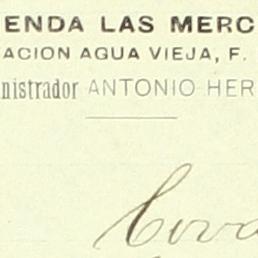 ENDA LAS MERC
ACION AGUA VIEJA, F.
nistrador ANTONIO HER